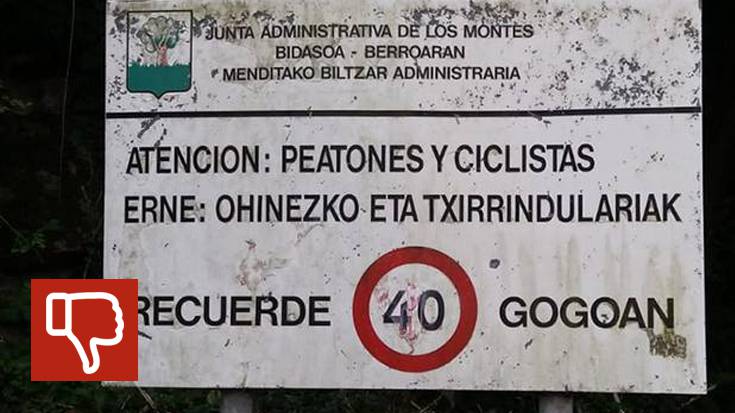 JUNTA ADMINISTRATIVA DE LOS MONTES
BIDASOA - BERROARAN
MENDITAKO BILTZAR ADMINISTRARIA
ATENCION: PEATONES Y CICLISTAS
ERNE: OHINEZKO ETA TXIRRINDULARIAK
RECUERDE 40 GOGOAN